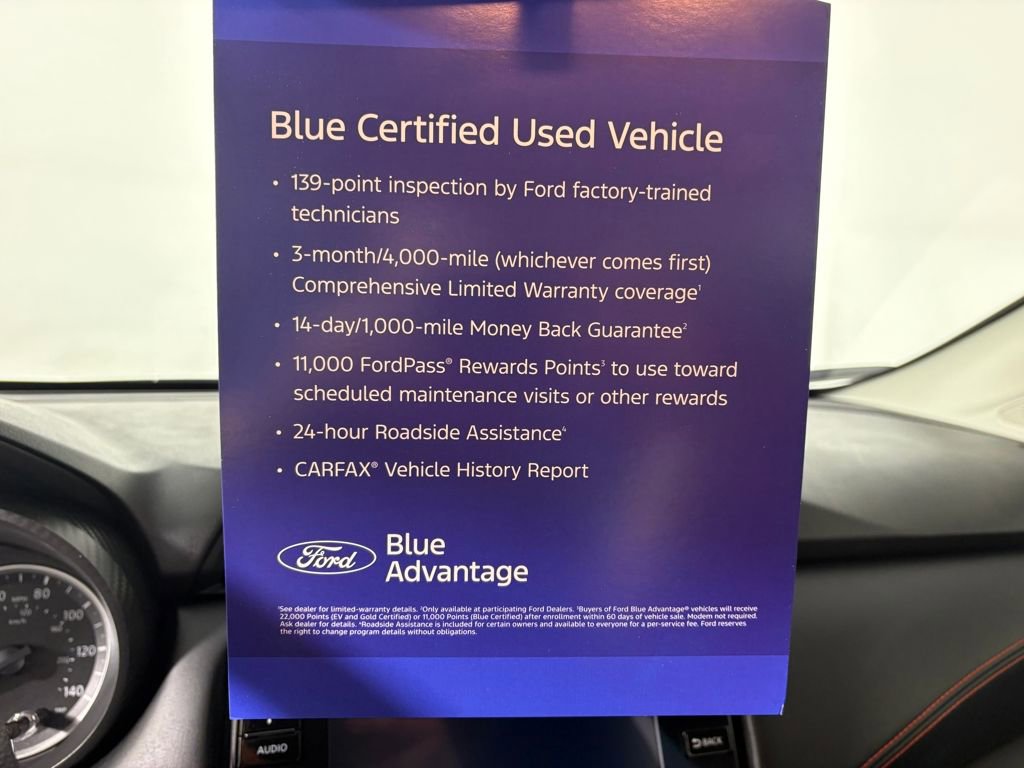 Blue Certified Used Vehicle
• 139-point inspection by Ford factory-trained
technicians
• 3-month/4,000-mile (whichever comes first)
Comprehensive Limited Warranty coverage¹
• 14-day/1,000-mile Money Back Guarantee²
• 11,000 FordPass® Rewards Points³ to use toward
scheduled maintenance visits or other rewards
• 24-hour Roadside Assistance⁴
• CARFAX® Vehicle History Report
Ford
Blue
Advantage
¹See dealer for limited-warranty details. ²Only available at participating Ford Dealers. ³Buyers of Ford Blue Advantage® vehicles will receive
22,000 Points (EV and Gold Certified) or 11,000 Points (Blue Certified) after enrollment within 60 days of vehicle sale. Modem not required.
Ask dealer for details. ⁴Roadside Assistance is included for certain owners and available to everyone for a per-service fee. Ford reserves
the right to change program details without obligations.
80
MPH
100
km/h
120
140
AUDIO
BACK